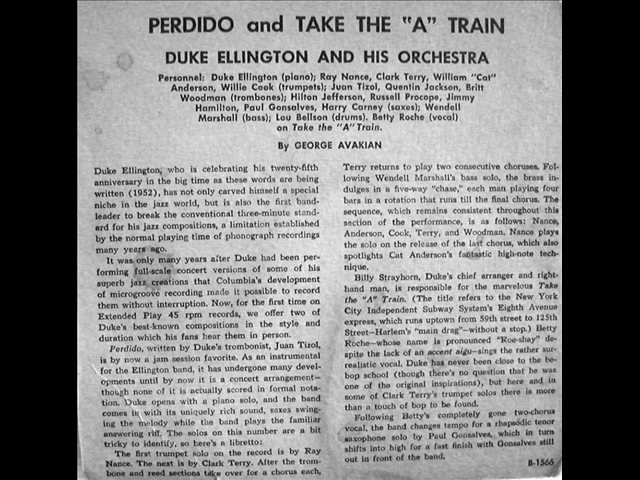 PERDIDO and TAKE THE "A" TRAIN
DUKE ELLINGTON AND HIS ORCHESTRA
Personnel: Duke Ellington (piano); Ray Nance, Clark Terry, William "Cat"
Anderson, Willie Cook (trumpets); Juan Tizol, Quentin Jackson, Britt
Woodman (trombones); Hilton Jefferson, Russell Procope, Jimmy
Hamilton, Paul Gonsalves, Harry Carney (saxes); Wendell
Marshall (bass); Lou Bellson (drums). Betty Roche (vocal)
on Take the "A" Train.
By GEORGE AVAKIAN
Duke Ellington, who is celebrating his twenty-fifth
anniversary in the big time as these words are being
written (1952), has not only carved himself a special
niche in the jazz world, but is also the first band-
leader to break the conventional three-minute stand-
ard for his jazz compositions, a limitation established
by the normal playing time of phonograph recordings
many years ago.
It was only many years after Duke had been per-
forming full-scale concert versions of some of his
superb jazz creations that Columbia's development
of microgroove recording made it possible to record
them without interruption. Now, for the first time on
Extended Play 45 rpm records, we offer two of
Duke's best-known compositions in the style and
duration which his fans hear them in person.
Perdido, written by Duke's trombonist, Juan Tizol,
is by now a jam session favorite. As an instrumental
for the Ellington band, it has undergone many devel-
opments until by now it is a concert arrangement—
though none of it is actually scored in formal nota-
tion. Duke opens with a piano solo, and the band
comes in with its uniquely rich sound, saxes swing-
ing the melody while the band plays the familiar
answering riff. The solos on this number are a bit
tricky to identify, so here's a libretto:
The first trumpet solo on the record is by Ray
Nance. The next is by Clark Terry. After the trom-
bone and reed sections take over for a chorus each,
Terry returns to play two consecutive choruses. Fol-
lowing Wendell Marshall's bass solo, the brass in-
dulges in a five-way "chase," each man playing four
bars in a rotation that runs till the final chorus. The
sequence, which remains consistent throughout this
section of the performance, is as follows: Nance,
Anderson, Cook, Terry, and Woodman. Nance plays
the solo on the release of the last chorus, which also
spotlights Cat Anderson's fantastic high-note tech-
nique.
Billy Strayhorn, Duke's chief arranger and right-
hand man, is responsible for the marvelous Take
the "A" Train. (The title refers to the New York
City Independent Subway System's Eighth Avenue
express, which runs uptown from 59th street to 125th
Street—Harlem's "main drag"—without a stop.) Betty
Roche—whose name is pronounced "Roe-shay" de-
spite the lack of an accent aigu—sings the rather sur-
realistic vocal. Duke has never been close to the be-
bop school (though there's no question that he was
one of the original inspirations), but here and in
some of Clark Terry's trumpet solos there is more
than a touch of bop to be found.
Following Betty's completely gone two-chorus
vocal, the band changes tempo for a rhapsodic tenor
saxophone solo by Paul Gonsalves, which in turn
shifts into high for a fast finish with Gonsalves still
out in front of the band.
B-1566